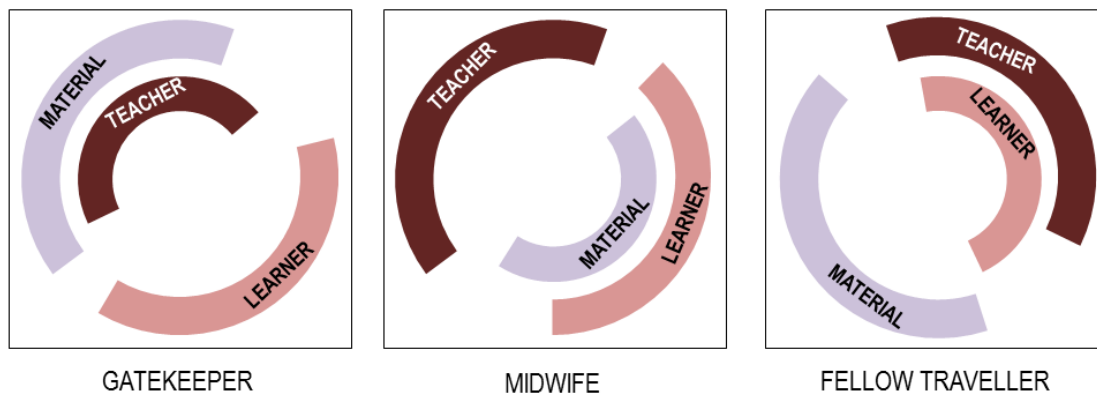 MATERIAL
TEACHER
LEARNER
GATEKEEPER
TEACHER
MATERIAL
LEARNER
MIDWIFE
TEACHER
LEARNER
MATERIAL
FELLOW TRAVELLER